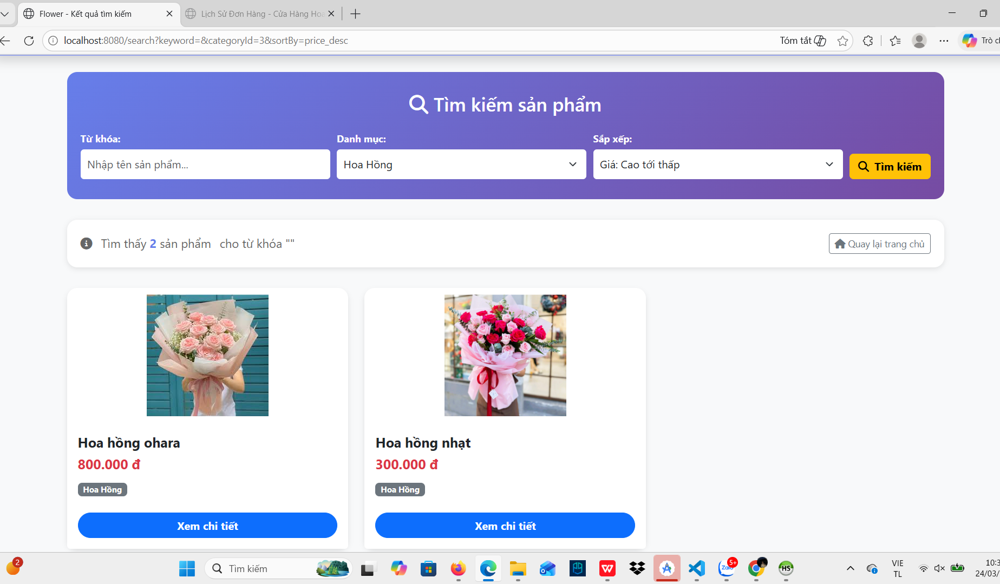 Flower - Kết quả tìm kiếm
Lịch Sử Đơn Hàng - Cửa Hàng Hoa
localhost:8080/search?keyword=&categoryId=3&sortBy=price_desc
Tóm tắt
Trò ch
Tìm kiếm sản phẩm
Từ khóa:
Danh mục:
Sắp xếp:
Nhập tên sản phẩm...
Hoa Hồng
Giá: Cao tới thấp
Tìm kiếm
Tìm thấy 2 sản phẩm cho từ khóa ""
Quay lại trang chủ
Hoa hồng ohara
800.000 đ
Hoa Hồng
Xem chi tiết
Hoa hồng nhạt
300.000 đ
Hoa Hồng
Xem chi tiết
2
Tìm kiếm
Zalo
5+
HS
VIE
TL
10:3
24/03/